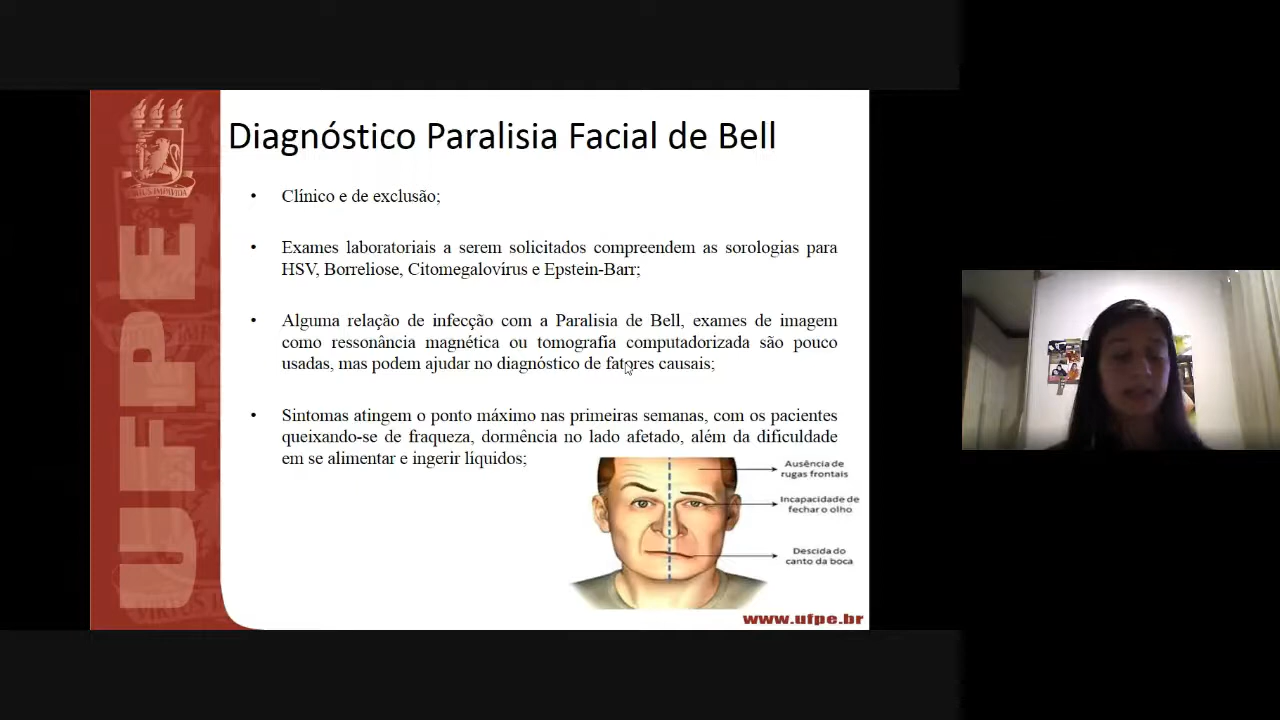 VIRTUS IMPAVIDA
UFPE
Diagnóstico Paralisia Facial de Bell
• Clínico e de exclusão;
• Exames laboratoriais a serem solicitados compreendem as sorologias para
HSV, Borreliose, Citomegalovírus e Epstein-Barr;
• Alguma relação de infecção com a Paralisia de Bell, exames de imagem
como ressonância magnética ou tomografia computadorizada são pouco
usadas, mas podem ajudar no diagnóstico de fatores causais;
• Sintomas atingem o ponto máximo nas primeiras semanas, com os pacientes
queixando-se de fraqueza, dormência no lado afetado, além da dificuldade
em se alimentar e ingerir líquidos;
Ausência de
rugas frontais
Incapacidade de
fechar o olho
Descida do
canto da boca
www.ufpe.br